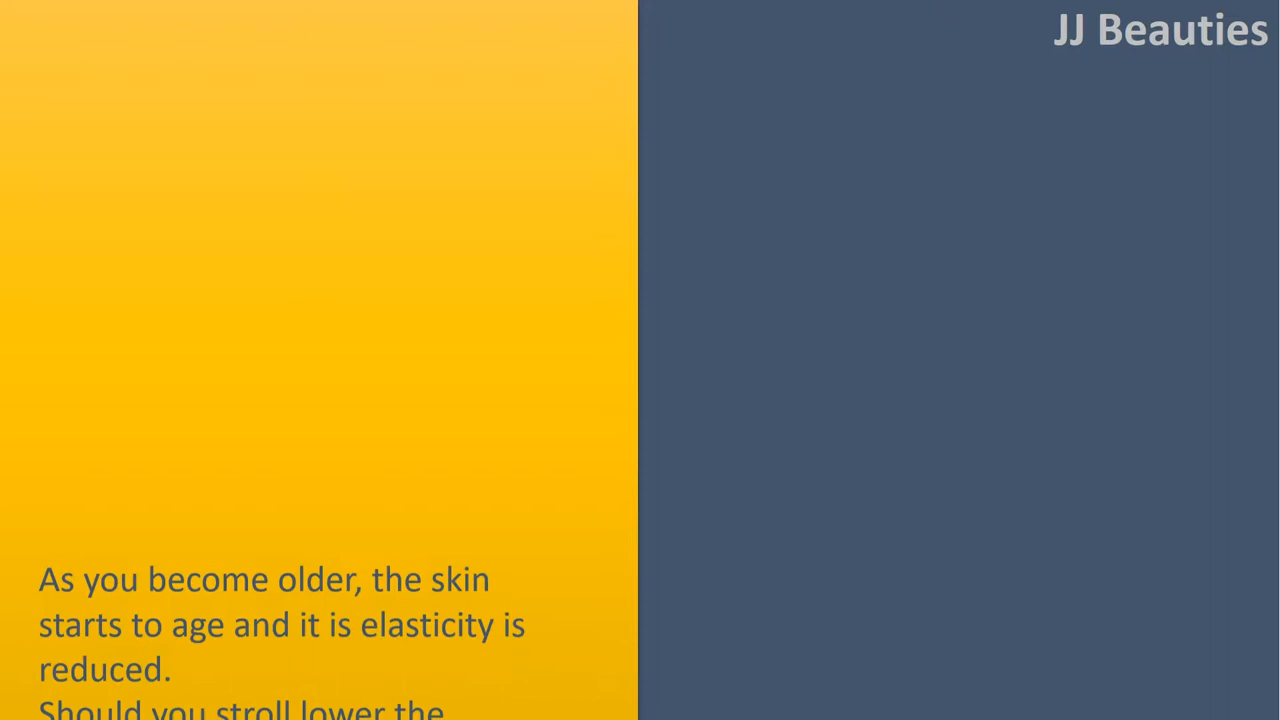 JJ Beauties
As you become older, the skin
starts to age and it is elasticity is
reduced.
Should you stroll lower the